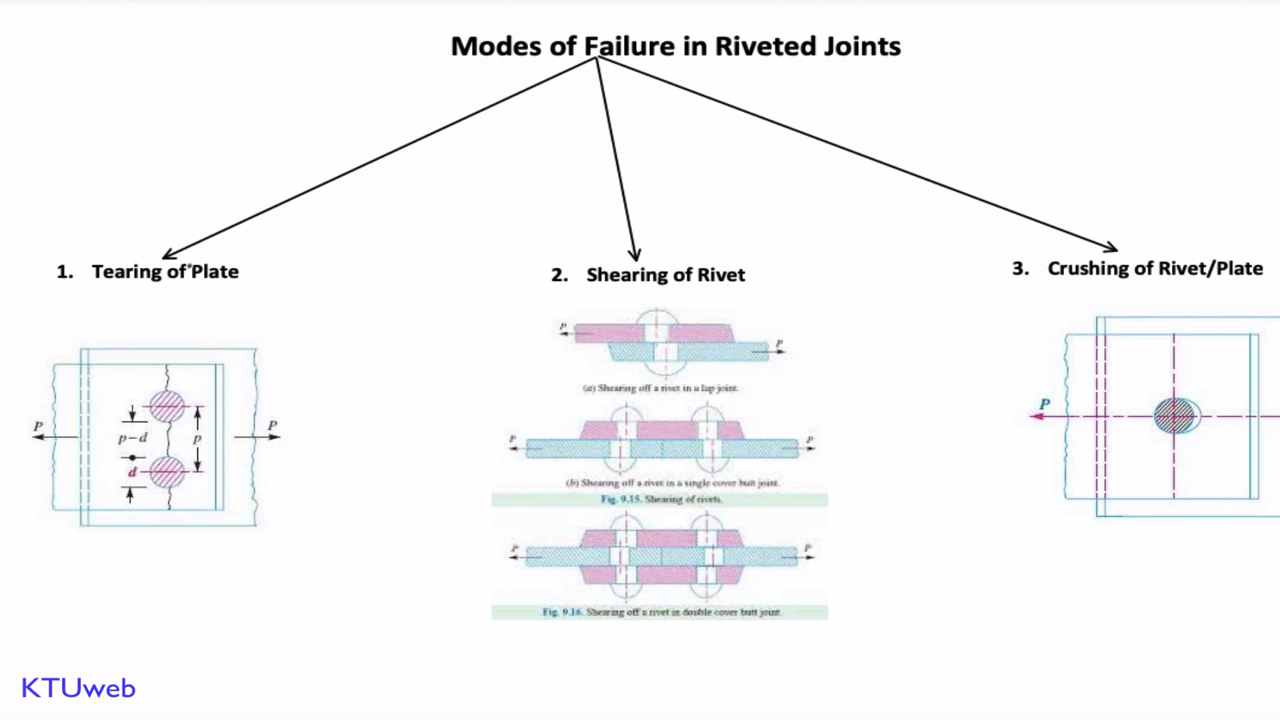 Modes of Failure in Riveted Joints
1. Tearing of Plate
2. Shearing of Rivet
3. Crushing of Rivet/Plate
P
P
p-d
p
d
P
P
(a) Shearing off a rivet in a lap joint.
P
P
(b) Shearing off a rivet in a single cover butt joint.
Fig. 9.15. Shearing of rivets.
P
P
Fig. 9.16. Shearing off a rivet in double cover butt joint.
P
KTUweb